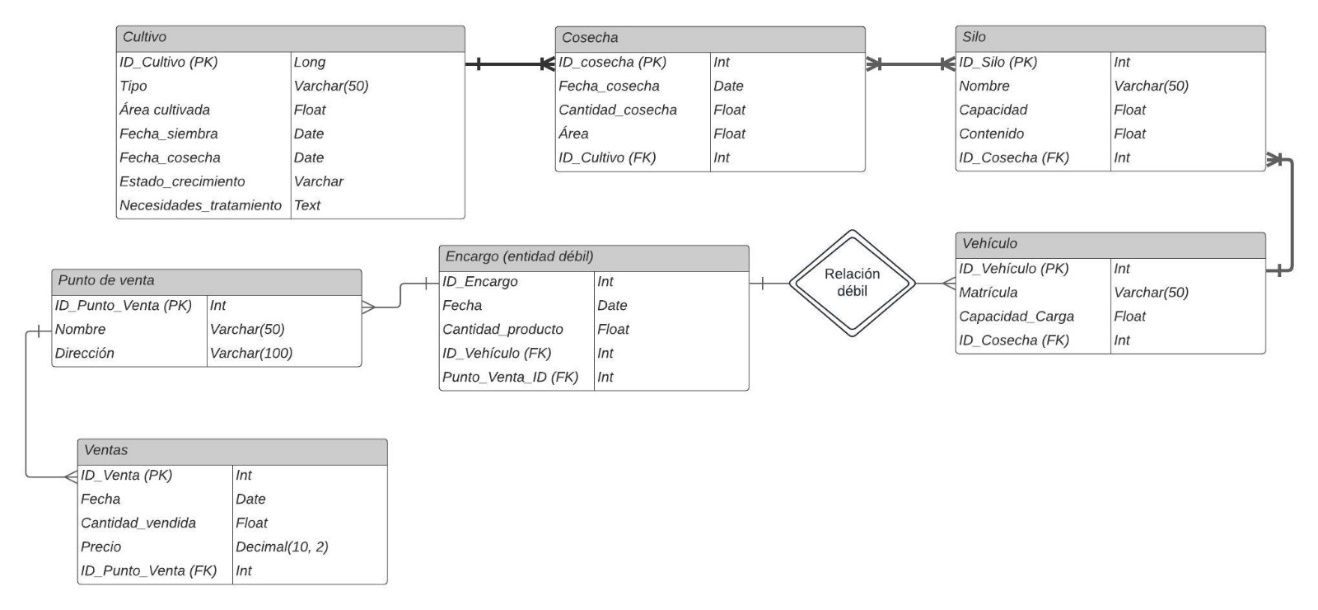 Cultivo
ID_Cultivo (PK) Long
Tipo Varchar(50)
Área cultivada Float
Fecha_siembra Date
Fecha_cosecha Date
Estado_crecimiento Varchar
Necesidades_tratamiento Text
Cosecha
ID_cosecha (PK) Int
Fecha_cosecha Date
Cantidad_cosecha Float
Área Float
ID_Cultivo (FK) Int
Silo
ID_Silo (PK) Int
Nombre Varchar(50)
Capacidad Float
Contenido Float
ID_Cosecha (FK) Int
Punto de venta
ID_Punto_Venta (PK) Int
Nombre Varchar(50)
Dirección Varchar(100)
Encargo (entidad débil)
ID_Encargo Int
Fecha Date
Cantidad_producto Float
ID_Vehículo (FK) Int
Punto_Venta_ID (FK) Int
Relación
débil
Vehículo
ID_Vehículo (PK) Int
Matrícula Varchar(50)
Capacidad_Carga Float
ID_Cosecha (FK) Int
Ventas
ID_Venta (PK) Int
Fecha Date
Cantidad_vendida Float
Precio Decimal(10, 2)
ID_Punto_Venta (FK) Int